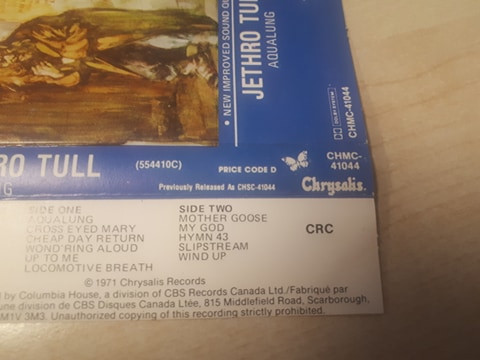 • NEW IMPROVED SOUND
JETHRO TUL
AQUALUNG
DOLBY SYSTEM
CHMC-41044
RO TULL
(554410C)
PRICE CODE D
CHMC-
41044
NG
Previously Released As CHSC-41044
Chrysalis.
SIDE ONE
AQUALUNG
CROSS EYED MARY
CHEAP DAY RETURN
WOND'RING ALOUD
UP TO ME
LOCOMOTIVE BREATH
SIDE TWO
MOTHER GOOSE
MY GOD
HYMN 43
SLIPSTREAM
WIND UP
CRC
© 1971 Chrysalis Records
d by Columbia House, a division of CBS Records Canada Ltd./Fabriqué par
une division de CBS Disques Canada Ltée, 815 Middlefield Road, Scarborough,
M1V 3M3. Unauthorized copying of this recording strictly prohibited.